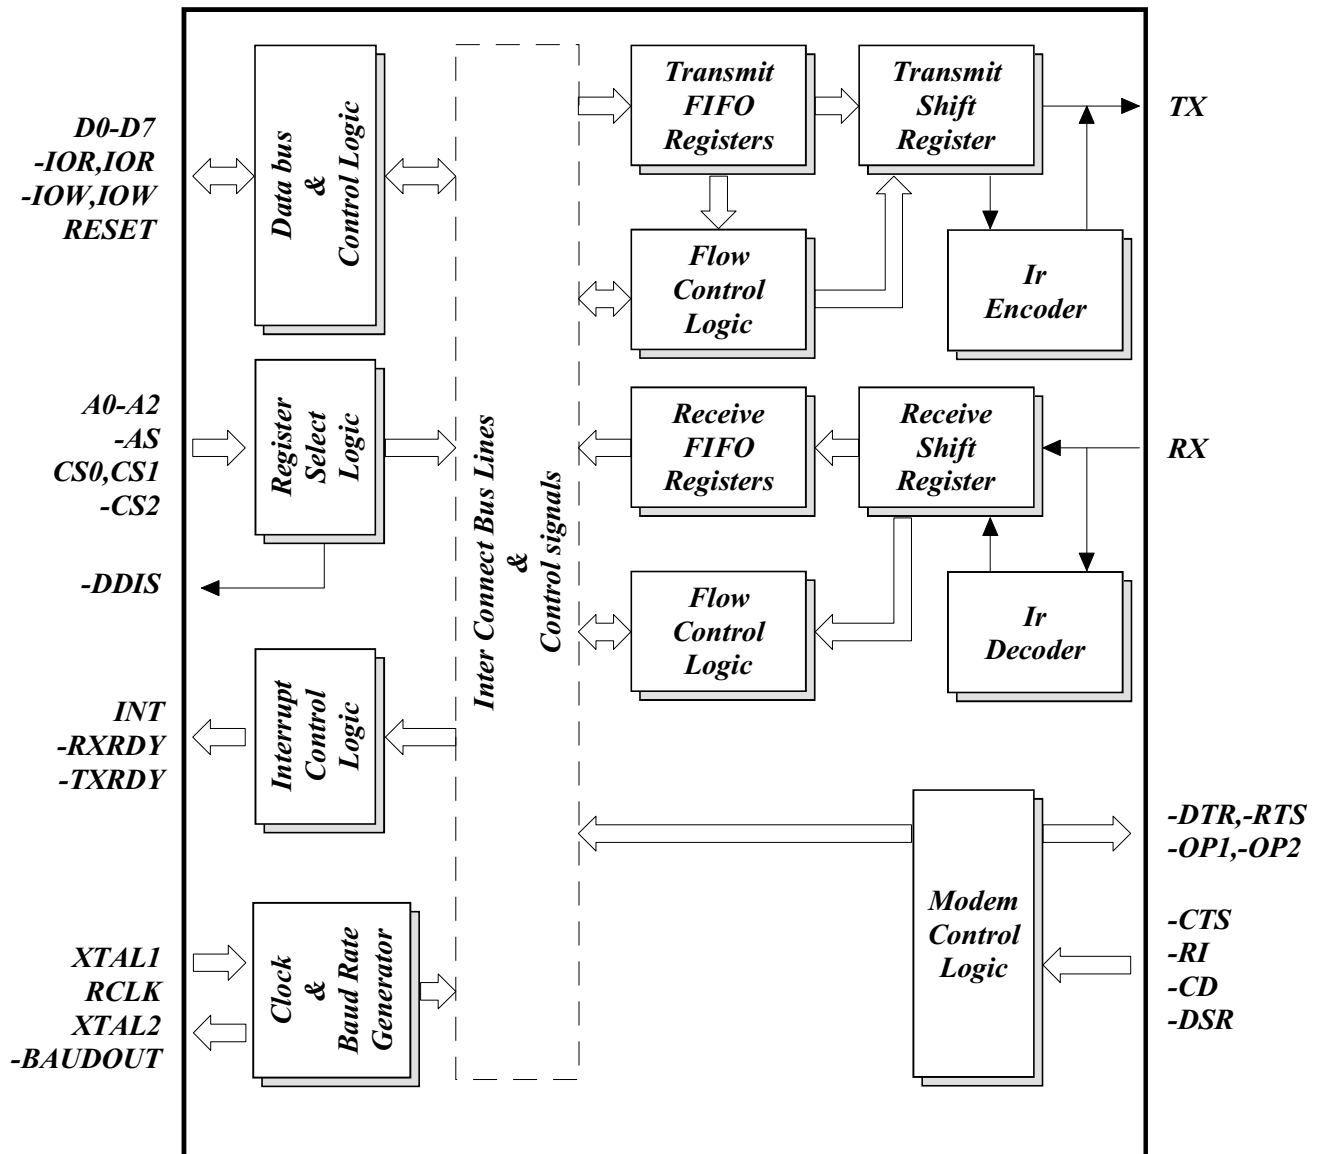 D0-D7
-IOR,IOR
-IOW,IOW
RESET
Data bus
&
Control Logic
A0-A2
-AS
CS0,CS1
-CS2
Register
Select
Logic
-DDIS
INT
-RXRDY
-TXRDY
Interrupt
Control
Logic
XTAL1
RCLK
XTAL2
-BAUDOUT
Clock
&
Baud Rate
Generator
Inter Connect Bus Lines
&
Control signals
Transmit
FIFO
Registers
Transmit
Shift
Register
TX
Flow
Control
Logic
Ir
Encoder
Receive
FIFO
Registers
Receive
Shift
Register
RX
Flow
Control
Logic
Ir
Decoder
Modem
Control
Logic
-DTR,-RTS
-OP1,-OP2
-CTS
-RI
-CD
-DSR